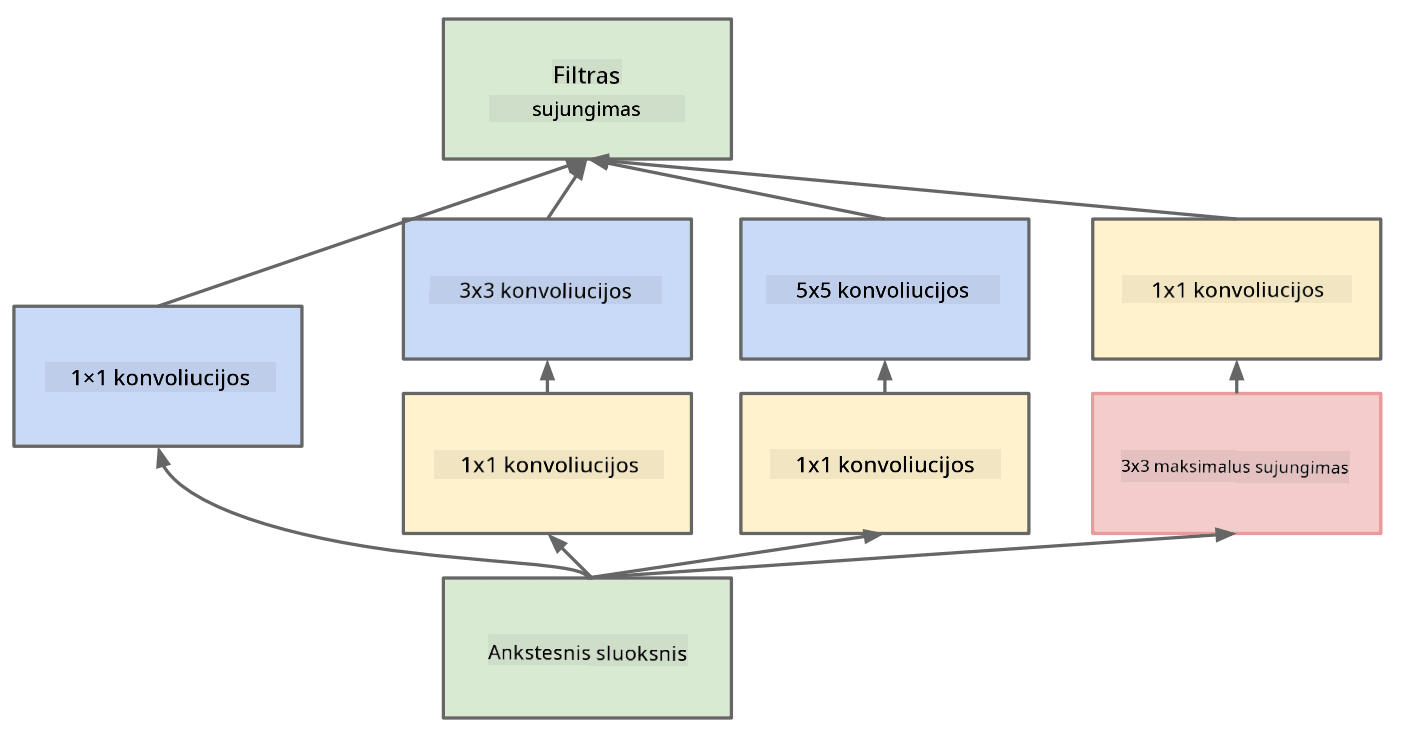 Filtras
sujungimas
3x3 konvoliucijos
5x5 konvoliucijos
1x1 konvoliucijos
1×1 konvoliucijos
1x1 konvoliucijos
1x1 konvoliucijos
3x3 maksimalus sujungimas
Ankstesnis sluoksnis